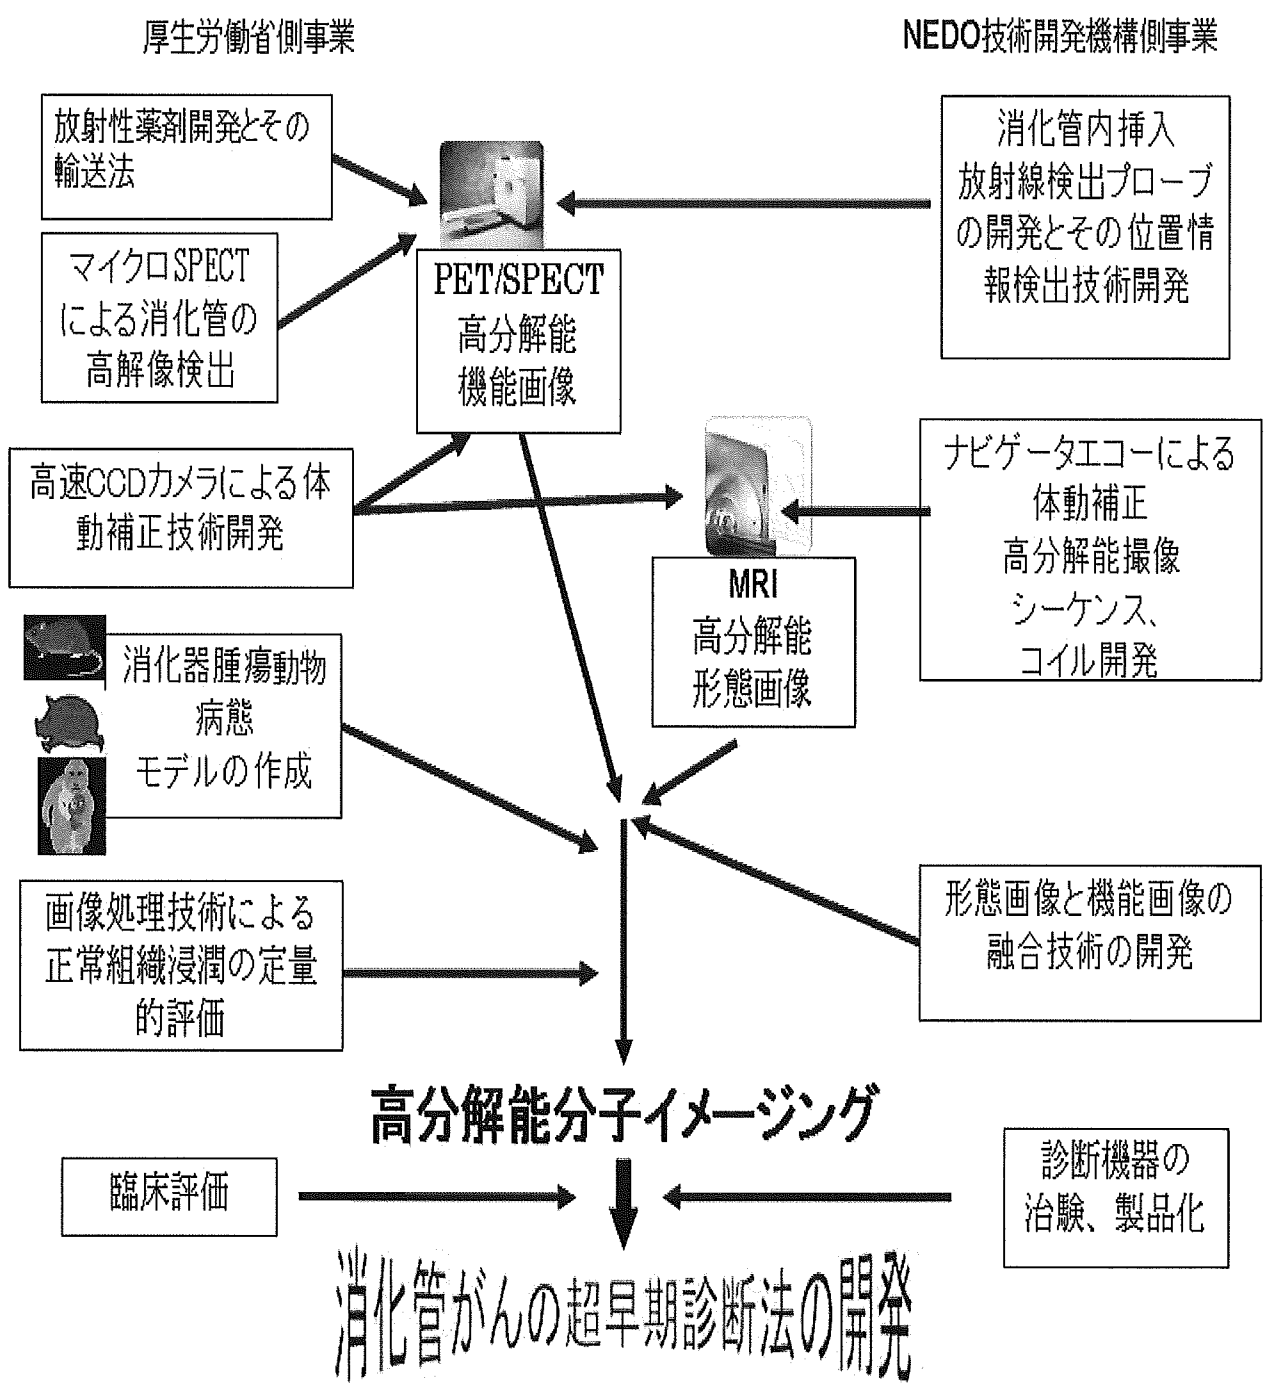 厚生労働省側事業
NEDO技術開発機構側事業
放射性薬剤開発とその
輸送法
マイクロSPECT
による消化管の
高解像検出
PET/SPECT
高分解能
機能画像
消化管内挿入
放射線検出プローブ
の開発とその位置情
報検出技術開発
高速CCDカメラによる体
動補正技術開発
MRI
高分解能
形態画像
ナビゲータエコーによる
体動補正
高分解能撮像
シーケンス、
コイル開発
消化器腫瘍動物
病態
モデルの作成
画像処理技術による
正常組織浸潤の定量
的評価
形態画像と機能画像の
融合技術の開発
高分解能分子イメージング
臨床評価
診断機器の
治験、製品化
消化管がんの超早期診断法の開発